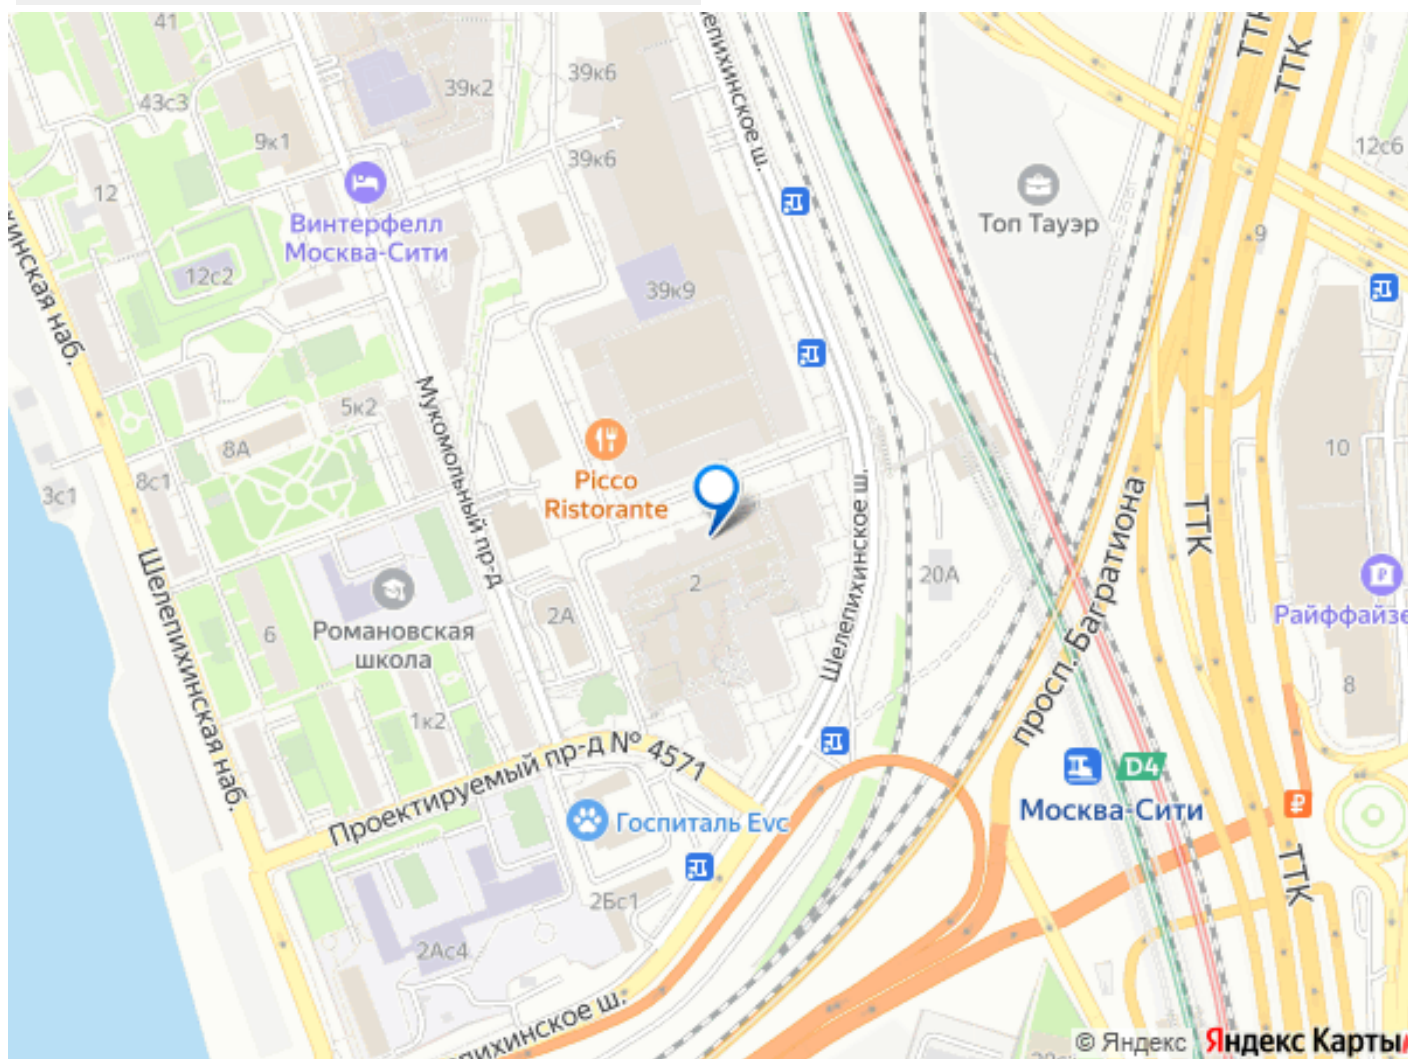 41
43с3
9к1
12
39к2
39к6
39к6
Винтерфелл
Москва-Сити
12с2
39к9
Шелепихинское ш.
ТТК
ТТК
12с6
Топ Тауэр
9
Мукомольный пр-д
5к2
8А
8с1
3с1
Picco
Ristorante
10
ТТК
просп. Багратиона
Шелепихинское ш.
20А
Райффайзе
8
2
2А
Романовская
школа
6
1к2
Шелепихинская наб.
Проектируемый пр-д № 4571
D4
Москва-Сити
Госпиталь Evc
2Бс1
2Ас4
ТТК
© Яндекс
Яндекс Карты